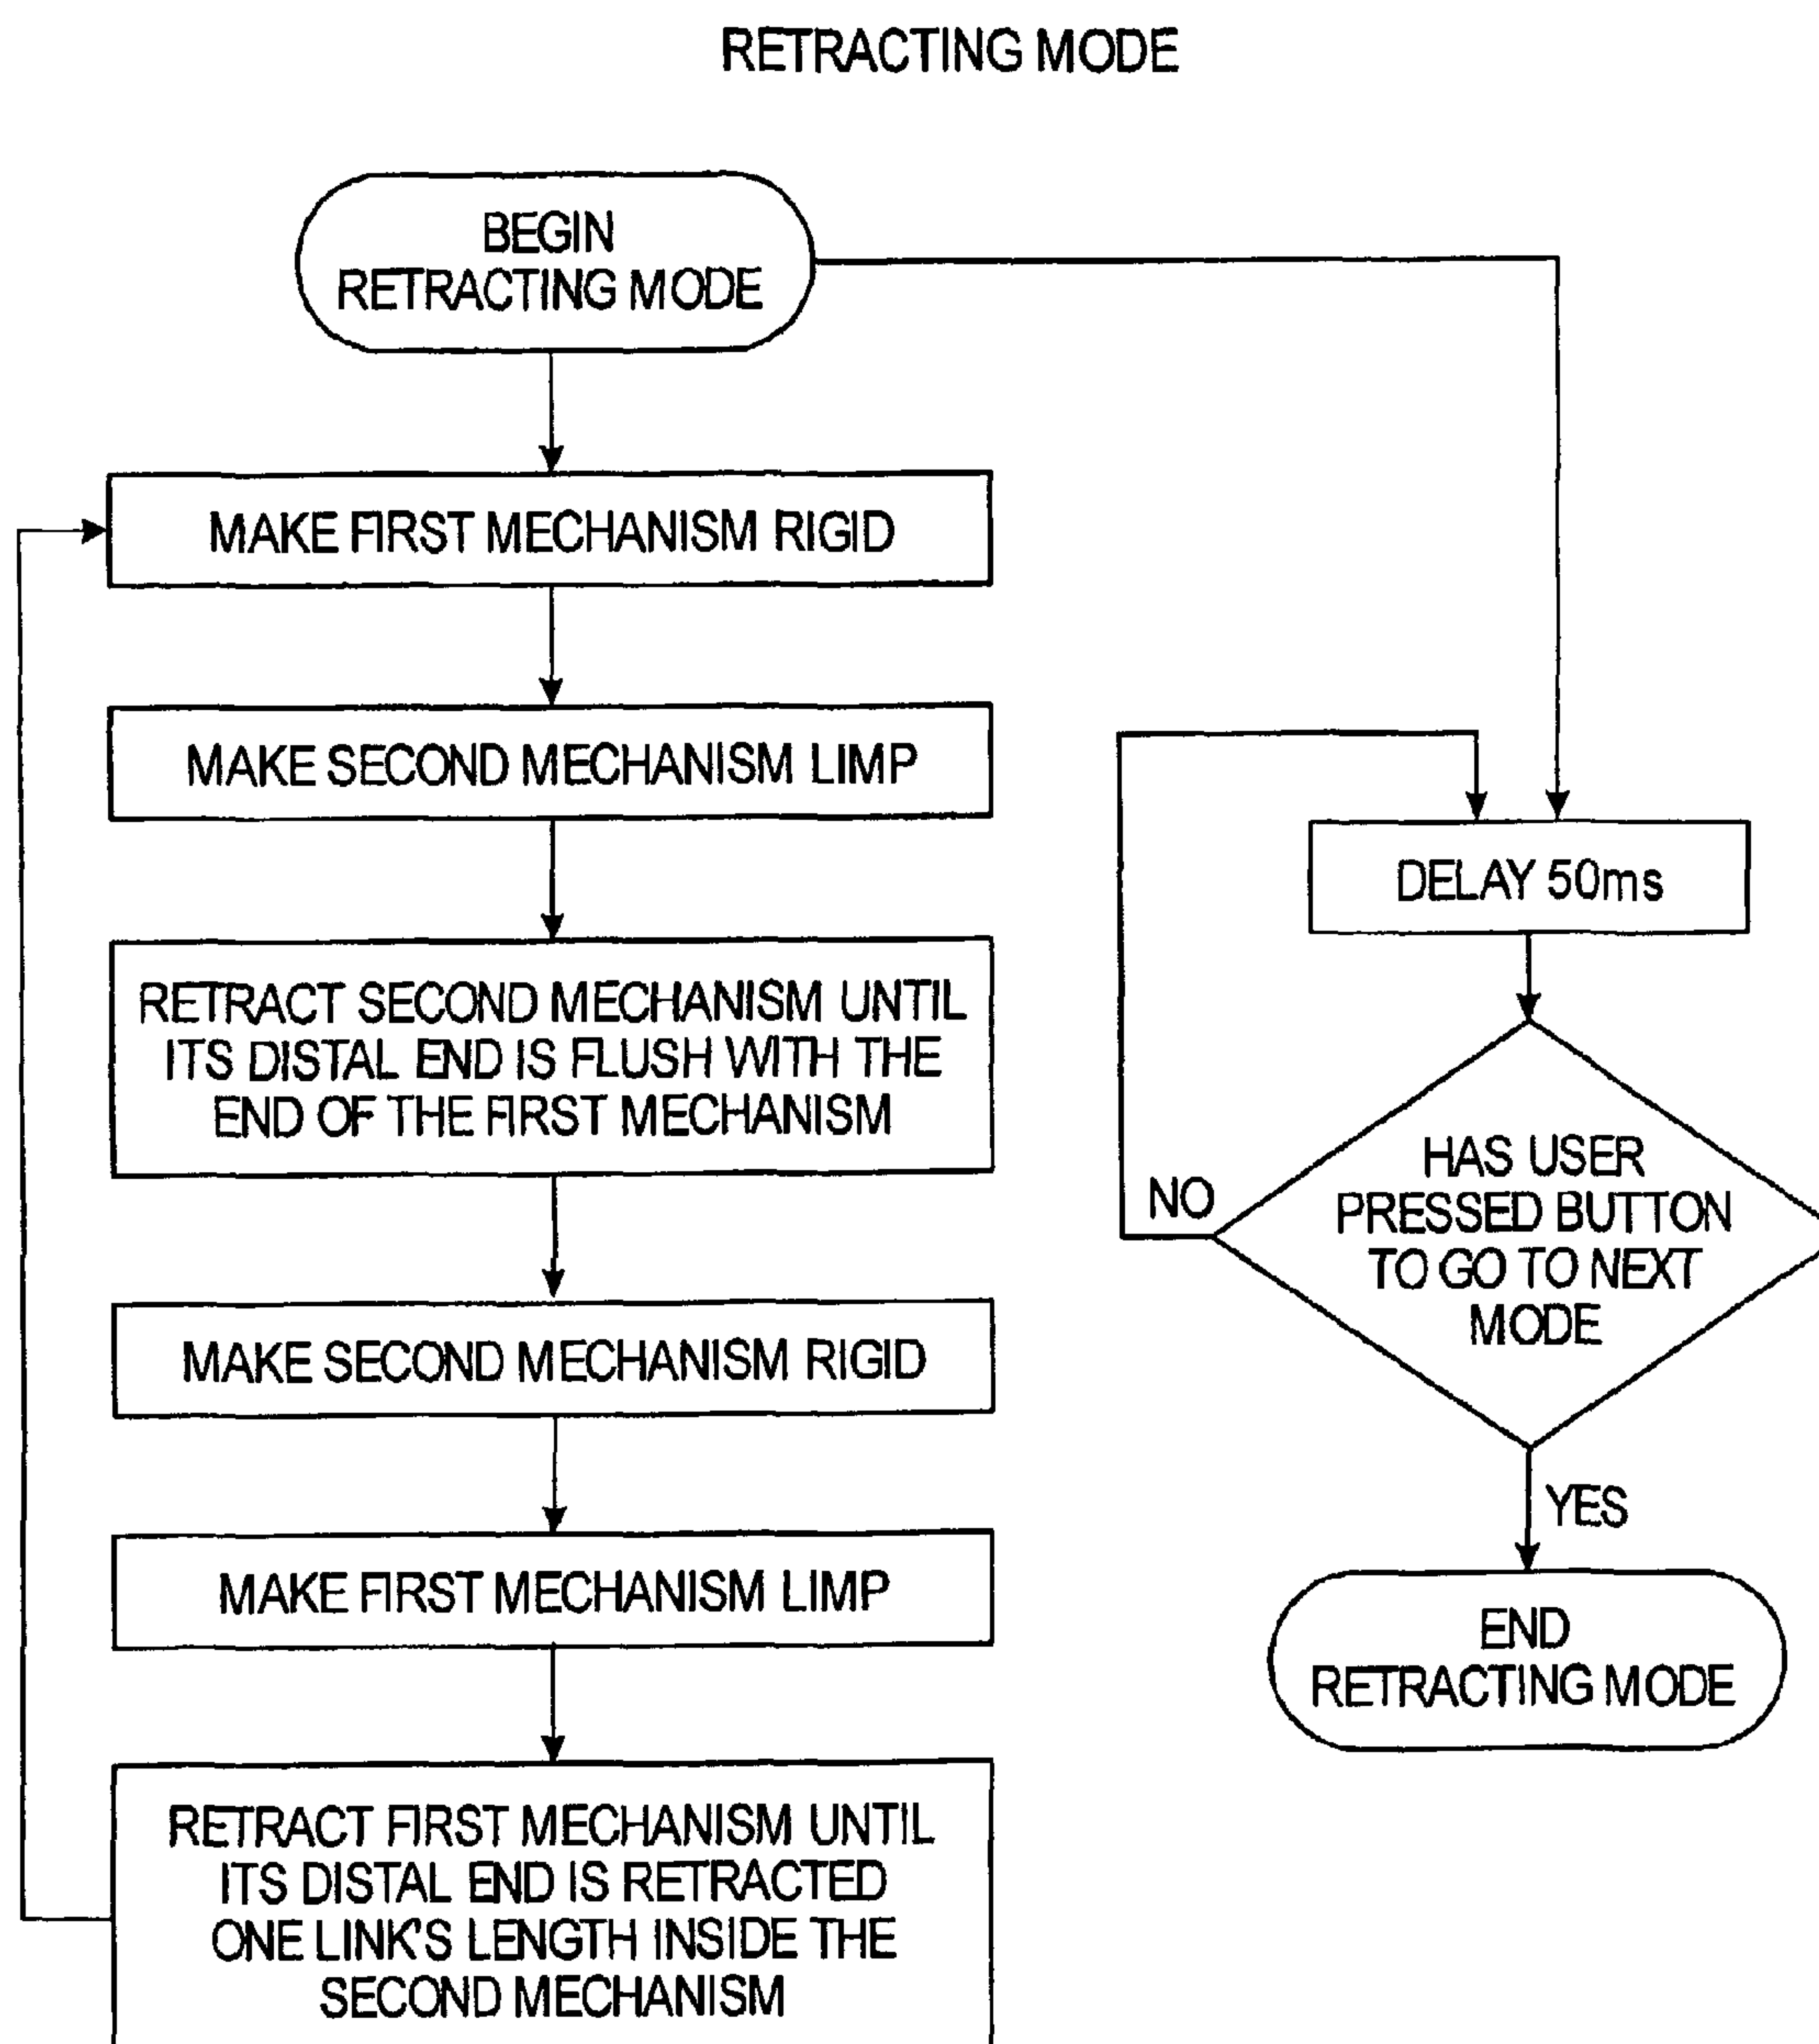 RETRACTING MODE
BEGIN
RETRACTING MODE
MAKE FIRST MECHANISM RIGID
MAKE SECOND MECHANISM LIMP
RETRACT SECOND MECHANISM UNTIL
ITS DISTAL END IS FLUSH WITH THE
END OF THE FIRST MECHANISM
MAKE SECOND MECHANISM RIGID
MAKE FIRST MECHANISM LIMP
RETRACT FIRST MECHANISM UNTIL
ITS DISTAL END IS RETRACTED
ONE LINK'S LENGTH INSIDE THE
SECOND MECHANISM
DELAY 50ms
HAS USER
PRESSED BUTTON
TO GO TO NEXT
MODE
NO
YES
END
RETRACTING MODE